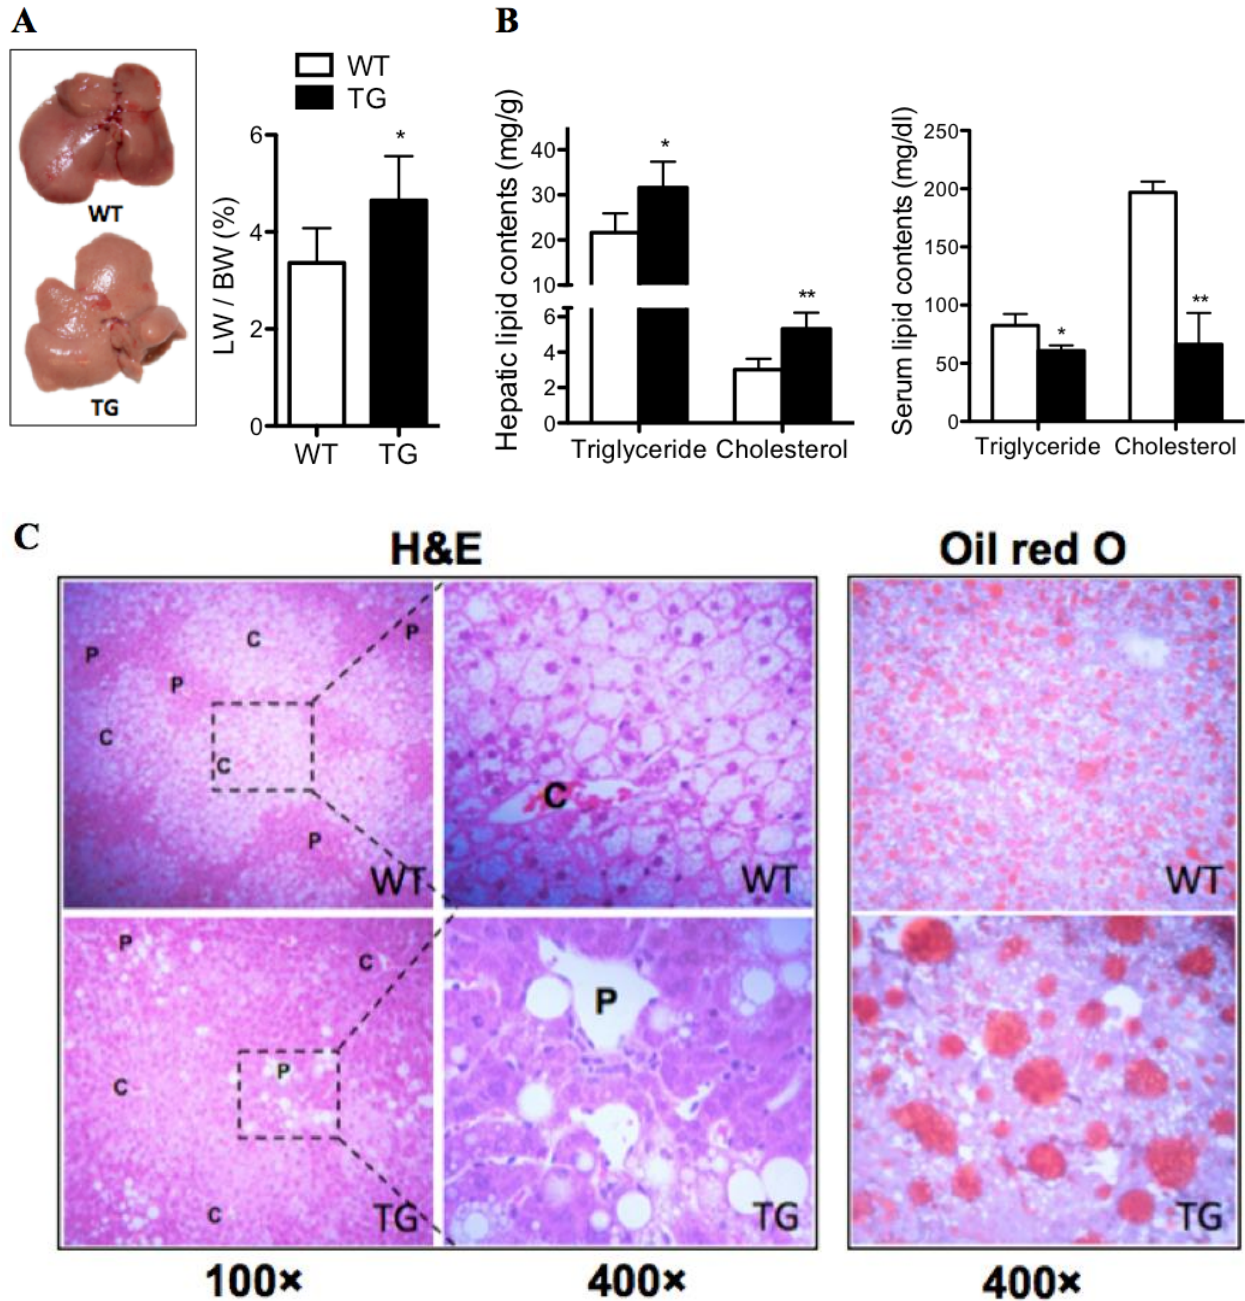 A
B
WT
TG
WT
TG
LW / BW (%)
6
4
2
0
*
WT
TG
Hepatic lipid contents (mg/g)
40
30
20
10
6
4
2
0
*
**
Triglyceride
Cholesterol
Serum lipid contents (mg/dl)
250
200
150
100
50
0
*
**
Triglyceride
Cholesterol
C
H&E
Oil red O
C
P
P
P
C
C
P
WT
C
WT
WT
P
C
P
C
C
TG
P
TG
TG
100×
400×
400×